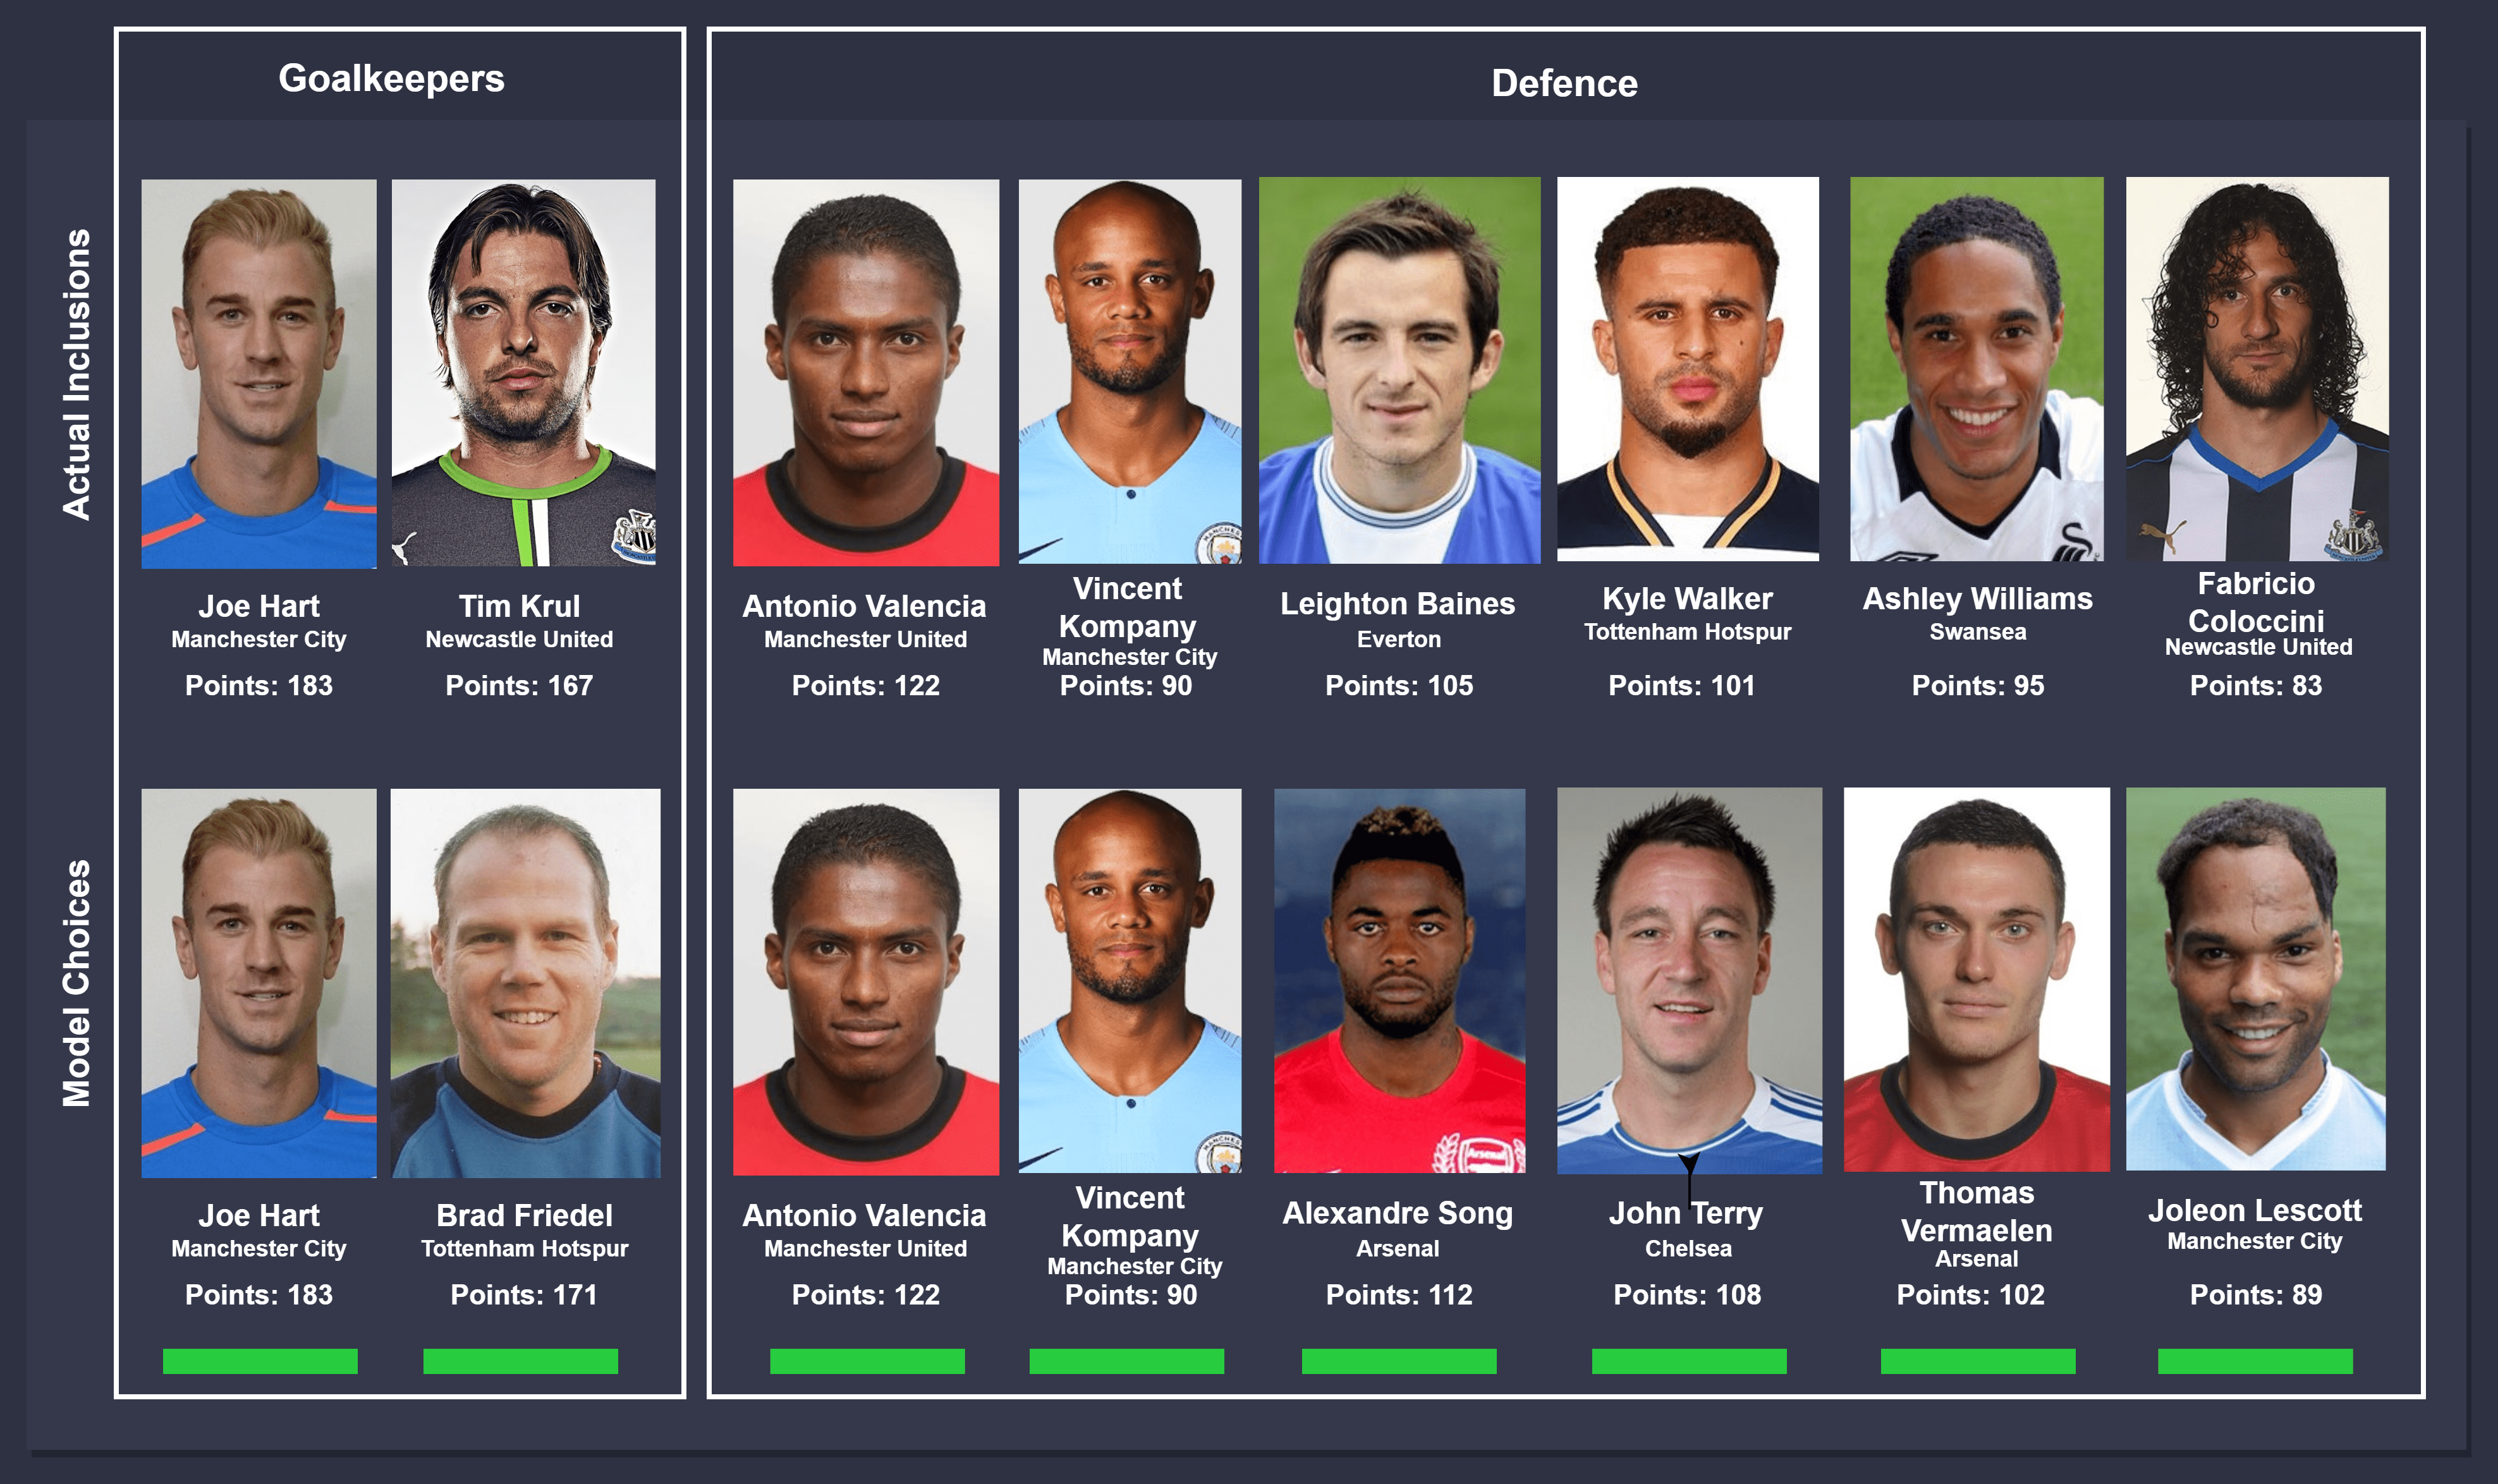 Goalkeepers
Defence
Actual Inclusions
Joe Hart
Manchester City
Points: 183
Tim Krul
Newcastle United
Points: 167
Antonio Valencia
Manchester United
Points: 122
Vincent
Kompany
Manchester City
Points: 90
Leighton Baines
Everton
Points: 105
Kyle Walker
Tottenham Hotspur
Points: 101
Ashley Williams
Swansea
Points: 95
Fabricio
Coloccini
Newcastle United
Points: 83
Model Choices
Joe Hart
Manchester City
Points: 183
Brad Friedel
Tottenham Hotspur
Points: 171
Antonio Valencia
Manchester United
Points: 122
Vincent
Kompany
Manchester City
Points: 90
Arsenal
Alexandre Song
Arsenal
Points: 112
John Terry
Chelsea
Points: 108
Thomas
Vermaelen
Arsenal
Points: 102
Joleon Lescott
Manchester City
Points: 89